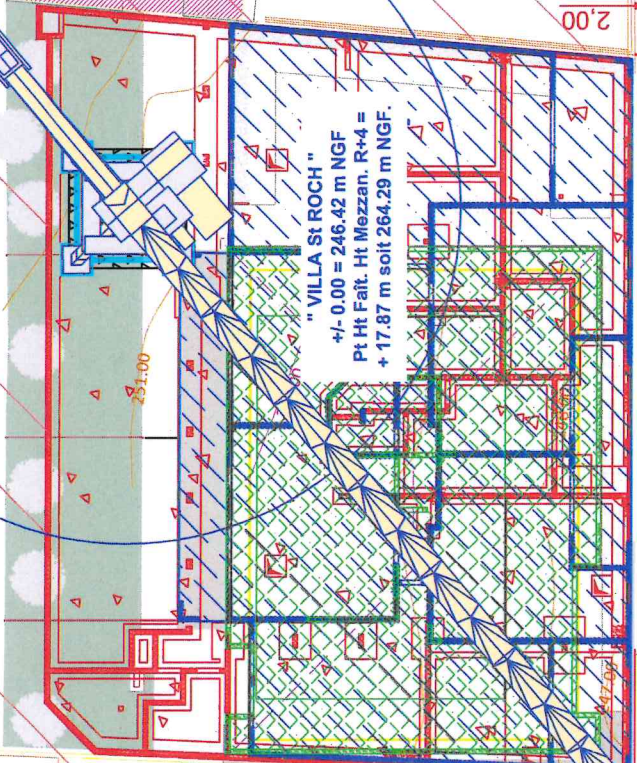 2,00
" VILLA St ROCH "
+/- 0.00 = 246.42 m NGF
Pt Ht Faît. Ht Mezzan. R+4 =
+ 17.87 m soit 264.29 m NGF.
251.00
247.00